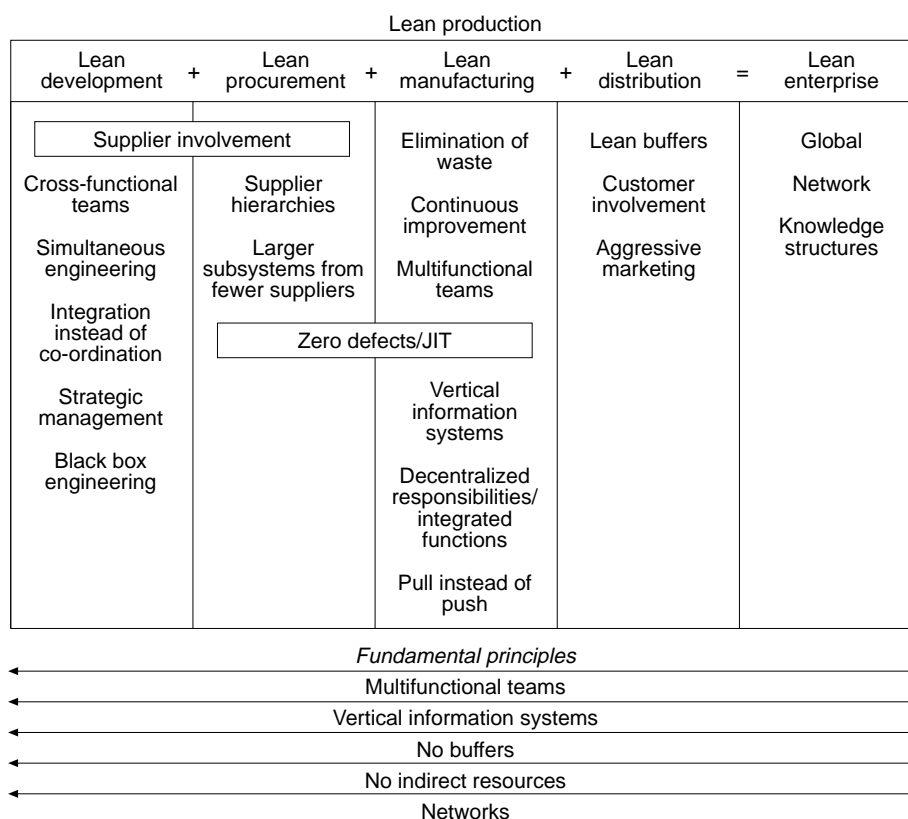 Lean production
Lean
development
+
Lean
procurement
+
Lean
manufacturing
+
Lean
distribution
=
Lean
enterprise
Supplier involvement
Cross-functional
teams
Simultaneous
engineering
Integration
instead of
co-ordination
Strategic
management
Black box
engineering
Supplier
hierarchies
Larger
subsystems from
fewer suppliers
Zero defects/JIT
Elimination of
waste
Continuous
improvement
Multifunctional
teams
Vertical
information
systems
Decentralized
responsibilities/
integrated
functions
Pull instead of
push
Lean buffers
Customer
involvement
Aggressive
marketing
Global
Network
Knowledge
structures
Fundamental principles
Multifunctional teams
Vertical information systems
No buffers
No indirect resources
Networks